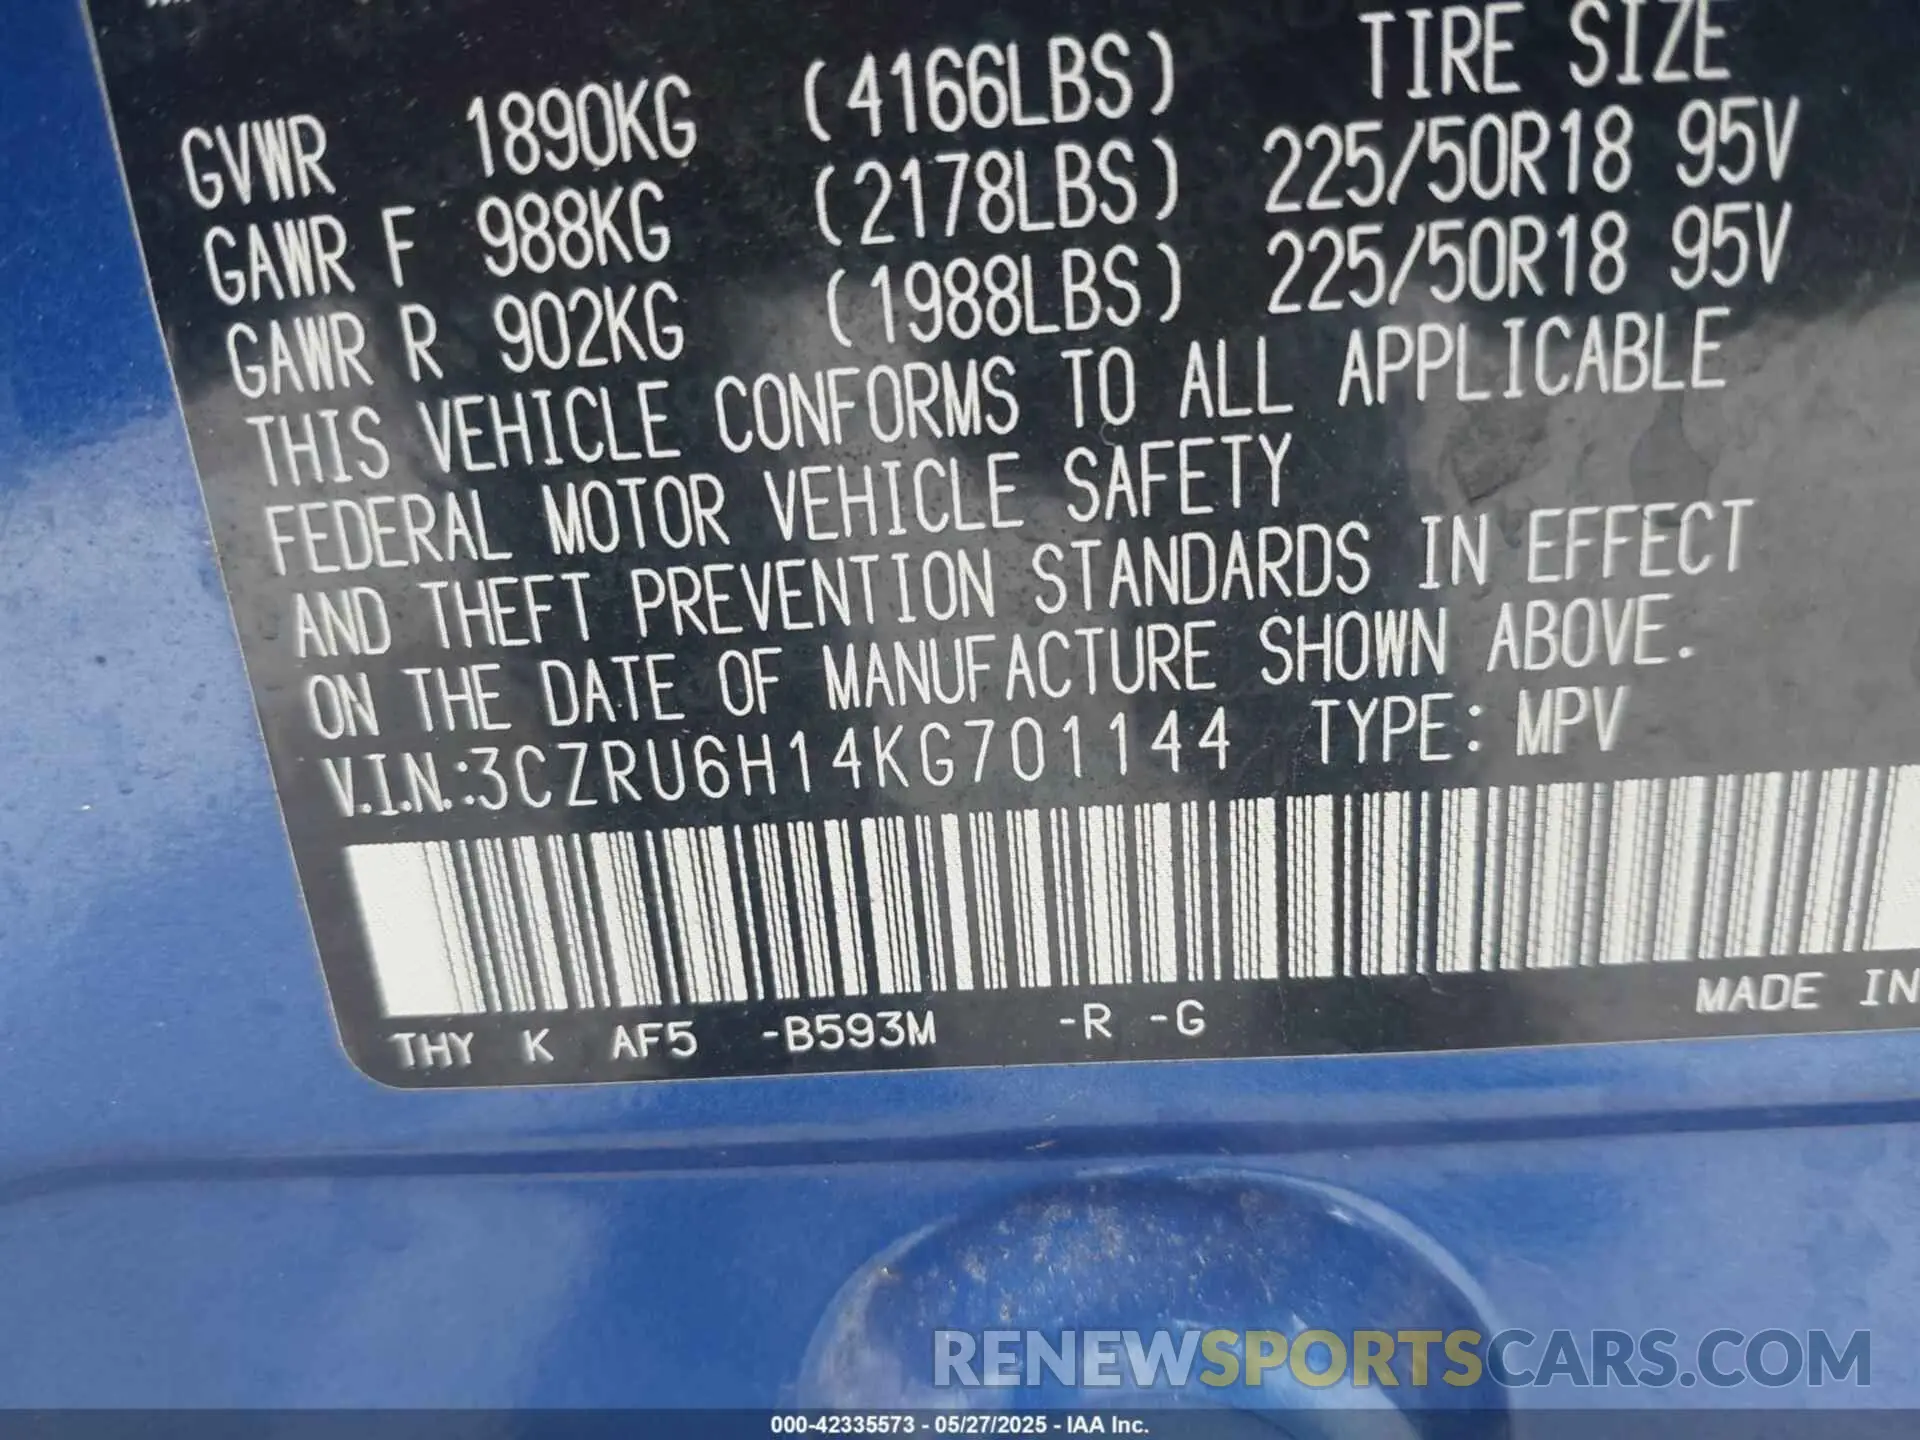 TIRE SIZE
GVWR 1890KG (4166LBS)
GAWR F 988KG (2178LBS) 225/50R18 95V
GAWR R 902KG (1988LBS) 225/50R18 95V
THIS VEHICLE CONFORMS TO ALL APPLICABLE
FEDERAL MOTOR VEHICLE SAFETY
AND THEFT PREVENTION STANDARDS IN EFFECT
ON THE DATE OF MANUFACTURE SHOWN ABOVE.
V.I.N.:3CZRU6H14KG701144 TYPE: MPV
THY K AF5 -B593M -R -G MADE IN
RENEWSPORTSCARS.COM
000-42335573 - 05/27/2025 - IAA Inc.